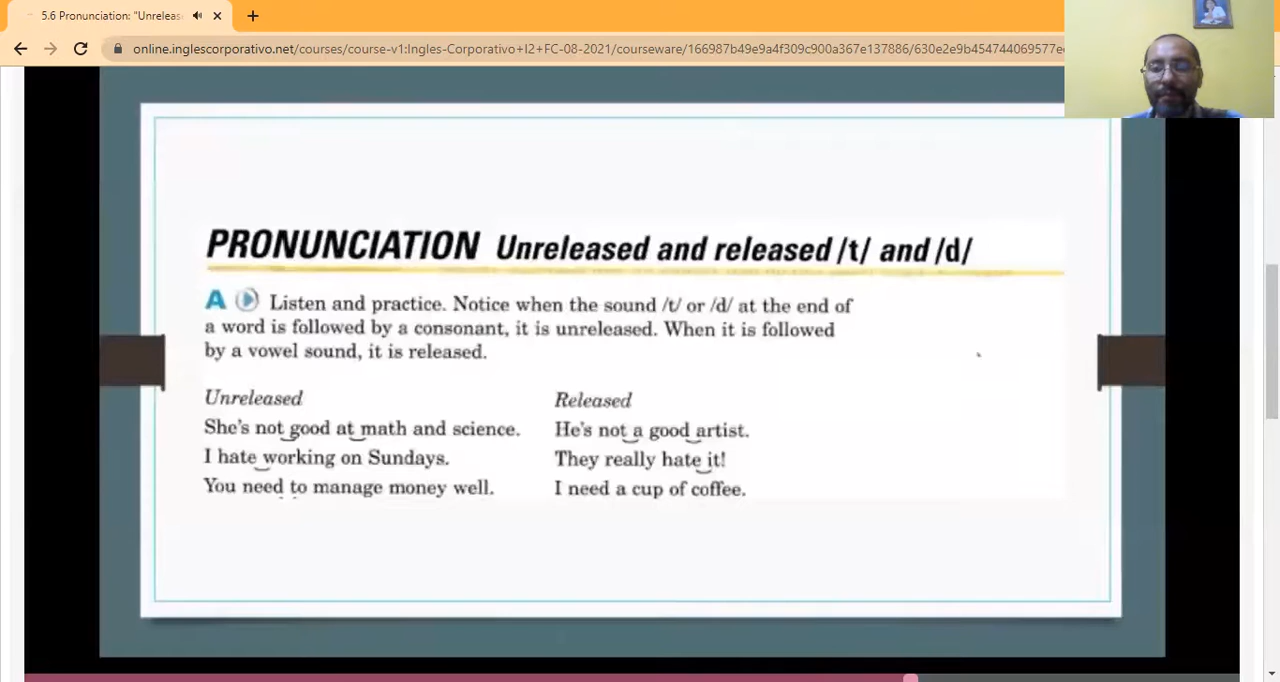 5.6 Pronunciation: "Unreleas
online.inglescorporativo.net/courses/course-v1:Ingles-Corporativo+I2+FC-08-2021/courseware/166987b49e9a4f309c900a367e137886/630e2e9b454744069577e
PRONUNCIATION Unreleased and released /t/ and /d/
A Listen and practice. Notice when the sound /t/ or /d/ at the end of
a word is followed by a consonant, it is unreleased. When it is followed
by a vowel sound, it is released.
Unreleased
She's not good at math and science.
I hate working on Sundays.
You need to manage money well.
Released
He's not a good artist.
They really hate it!
I need a cup of coffee.